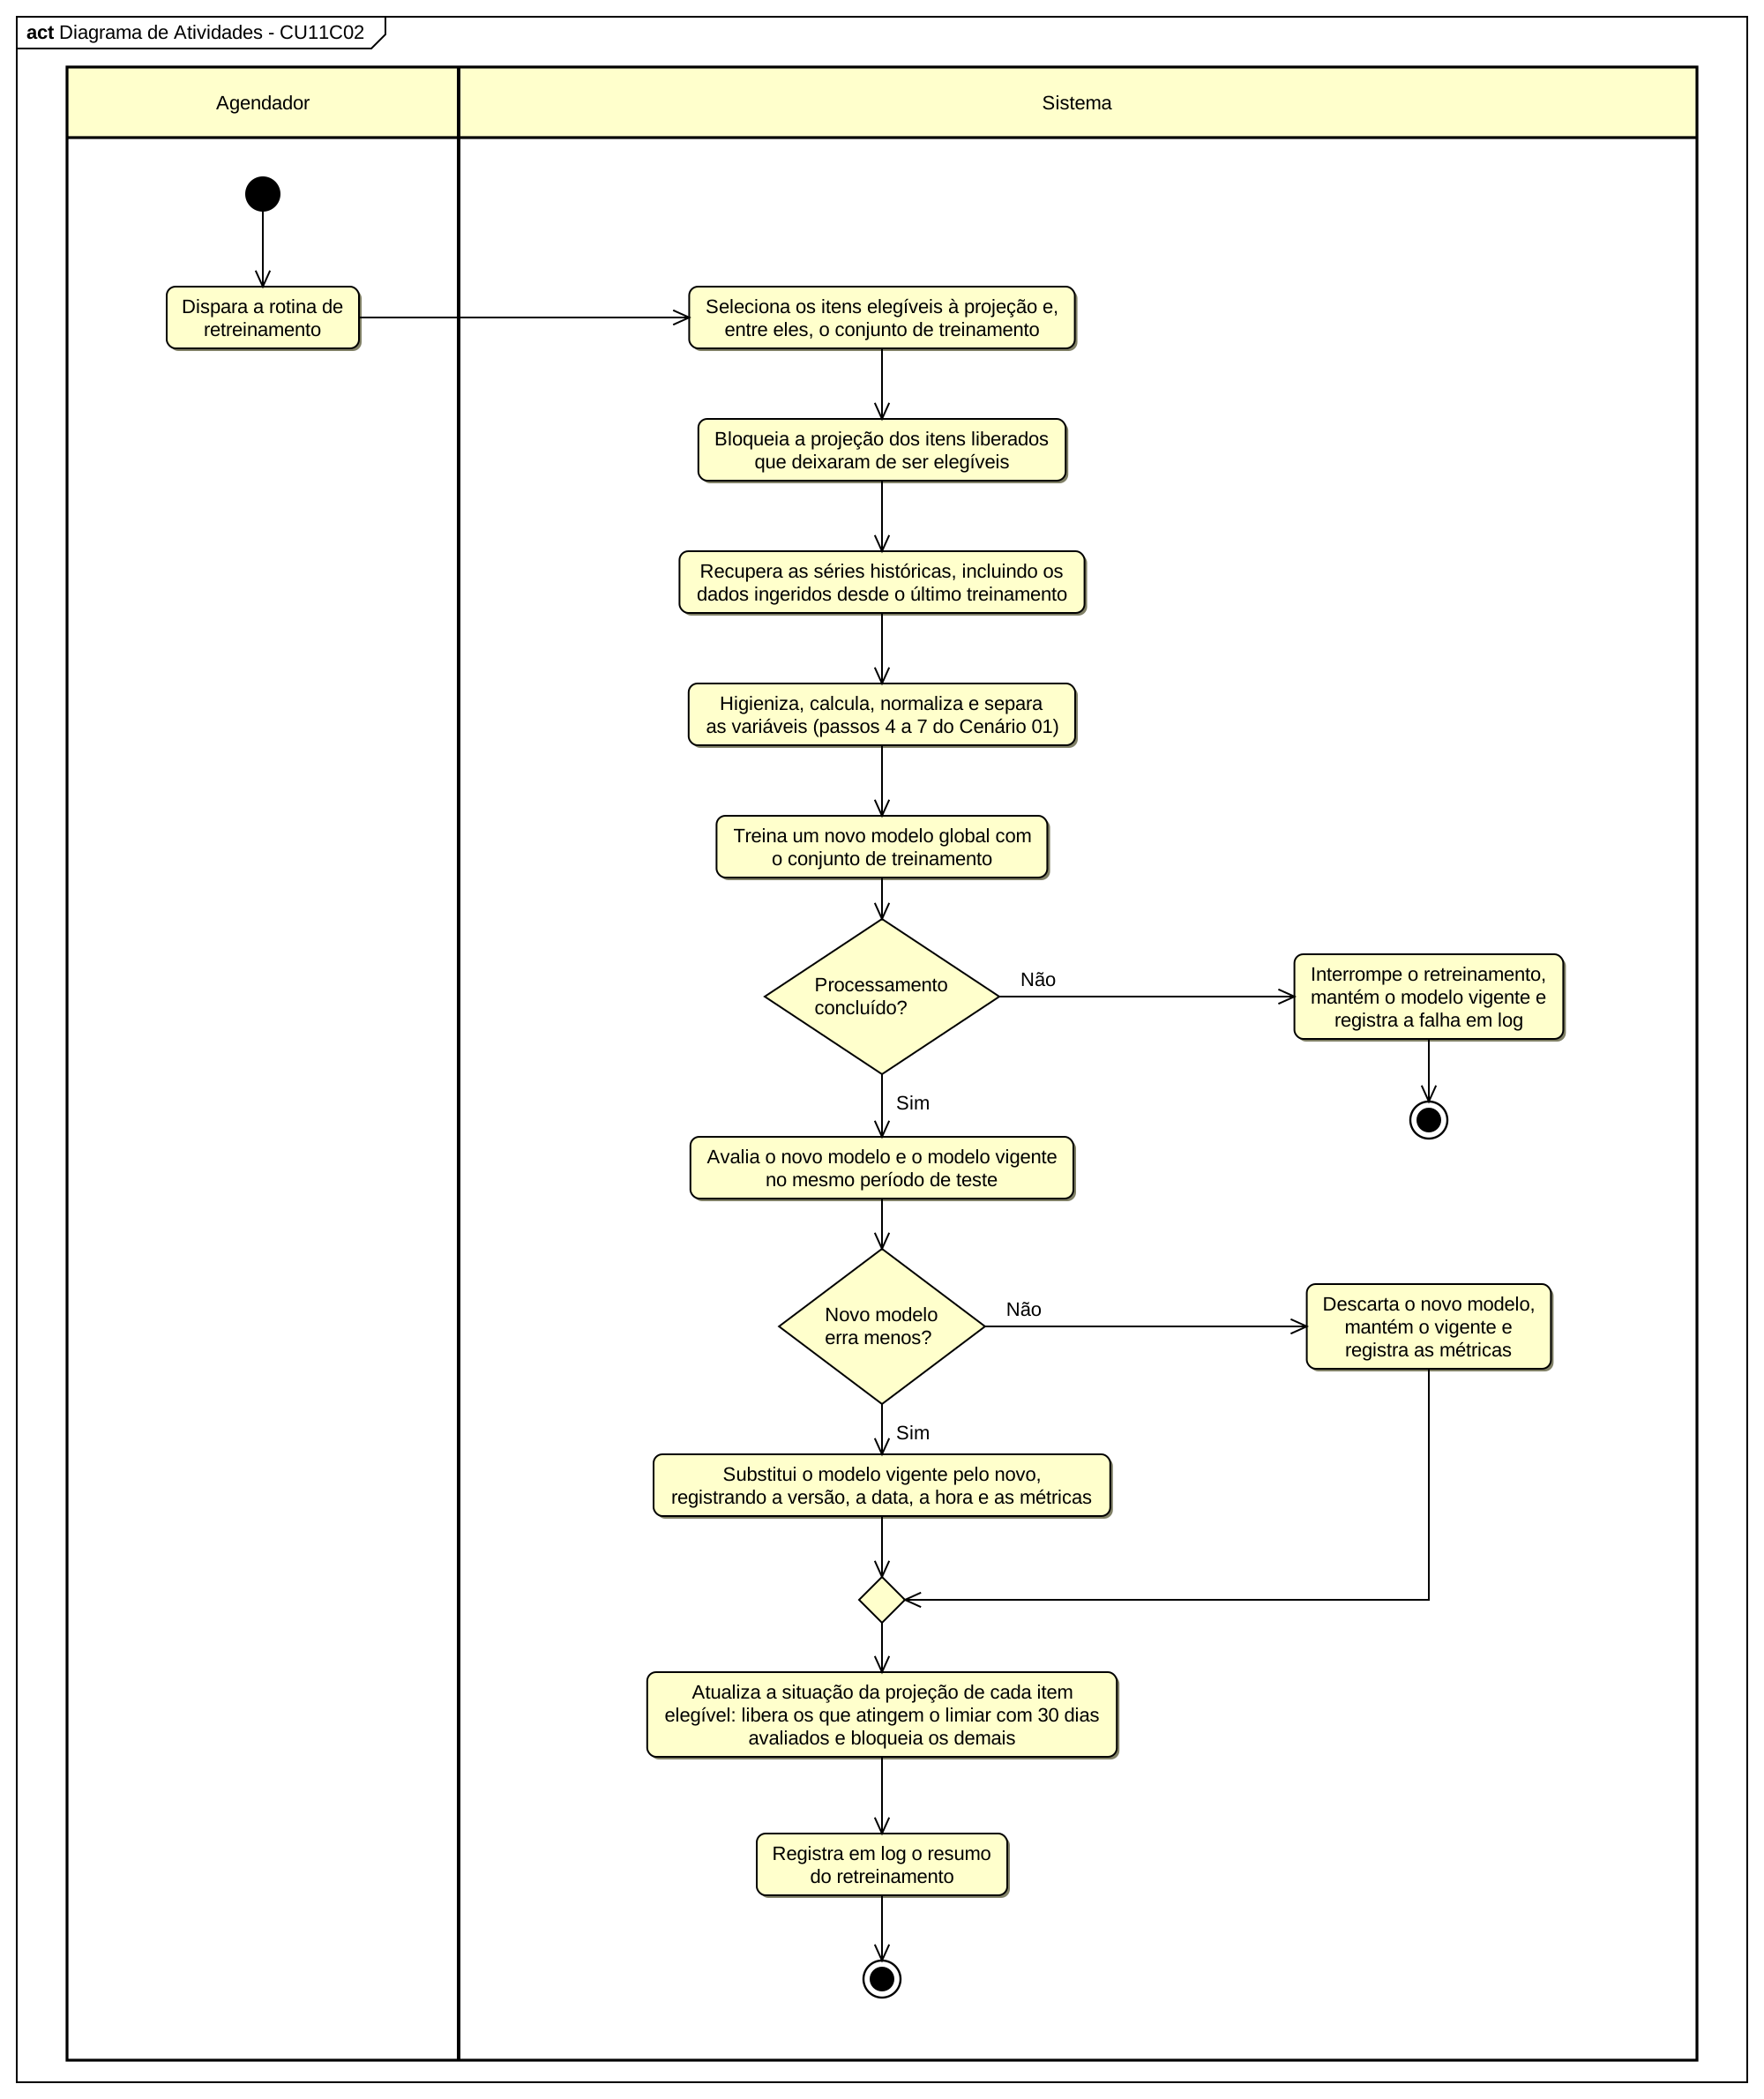 act Diagrama de Atividades - CU11C02
Agendador
Sistema
Dispara a rotina de
retreinamento
Seleciona os itens elegíveis à projeção e,
entre eles, o conjunto de treinamento
Bloqueia a projeção dos itens liberados
que deixaram de ser elegíveis
Recupera as séries históricas, incluindo os
dados ingeridos desde o último treinamento
Higieniza, calcula, normaliza e separa
as variáveis (passos 4 a 7 do Cenário 01)
Treina um novo modelo global com
o conjunto de treinamento
Processamento
concluído?
Não
Interrompe o retreinamento,
mantém o modelo vigente e
registra a falha em log
Sim
Avalia o novo modelo e o modelo vigente
no mesmo período de teste
Novo modelo
erra menos?
Não
Descarta o novo modelo,
mantém o vigente e
registra as métricas
Sim
Substitui o modelo vigente pelo novo,
registrando a versão, a data, a hora e as métricas
Atualiza a situação da projeção de cada item
elegível: libera os que atingem o limiar com 30 dias
avaliados e bloqueia os demais
Registra em log o resumo
do retreinamento